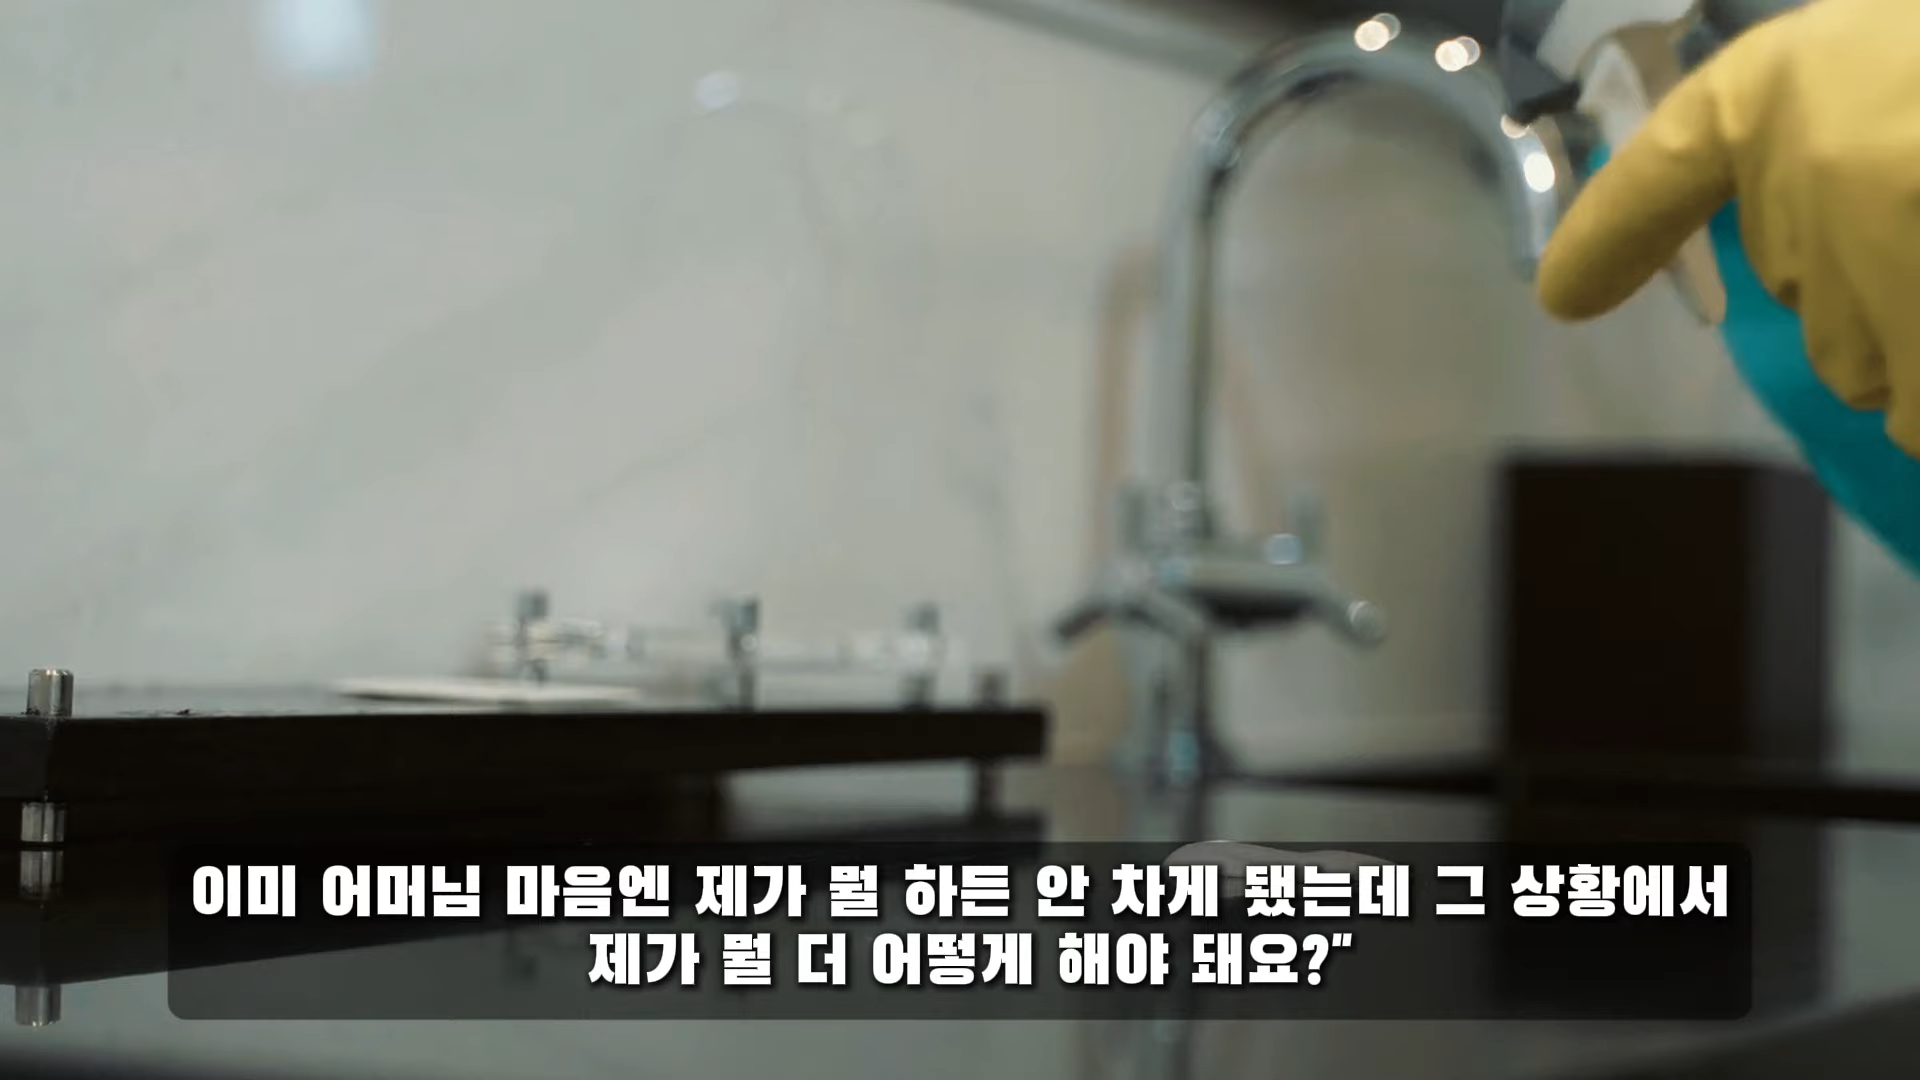 이미 어머님 마음엔 제가 뭘 하든 안 차게 됐는데 그 상황에서
제가 뭘 더 어떻게 해야 돼요?"